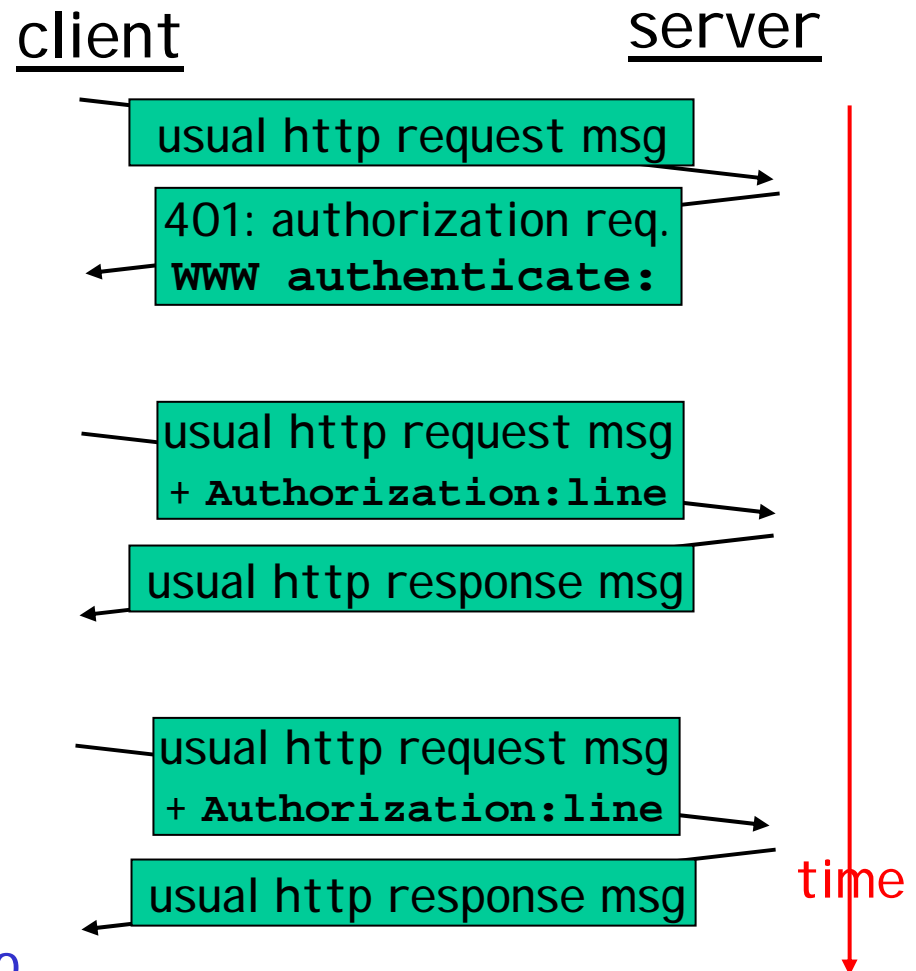 client
server
usual http request msg
401: authorization req.
WWW authenticate:
usual http request msg
+ Authorization:line
usual http response msg
usual http request msg
+ Authorization:line
usual http response msg
time